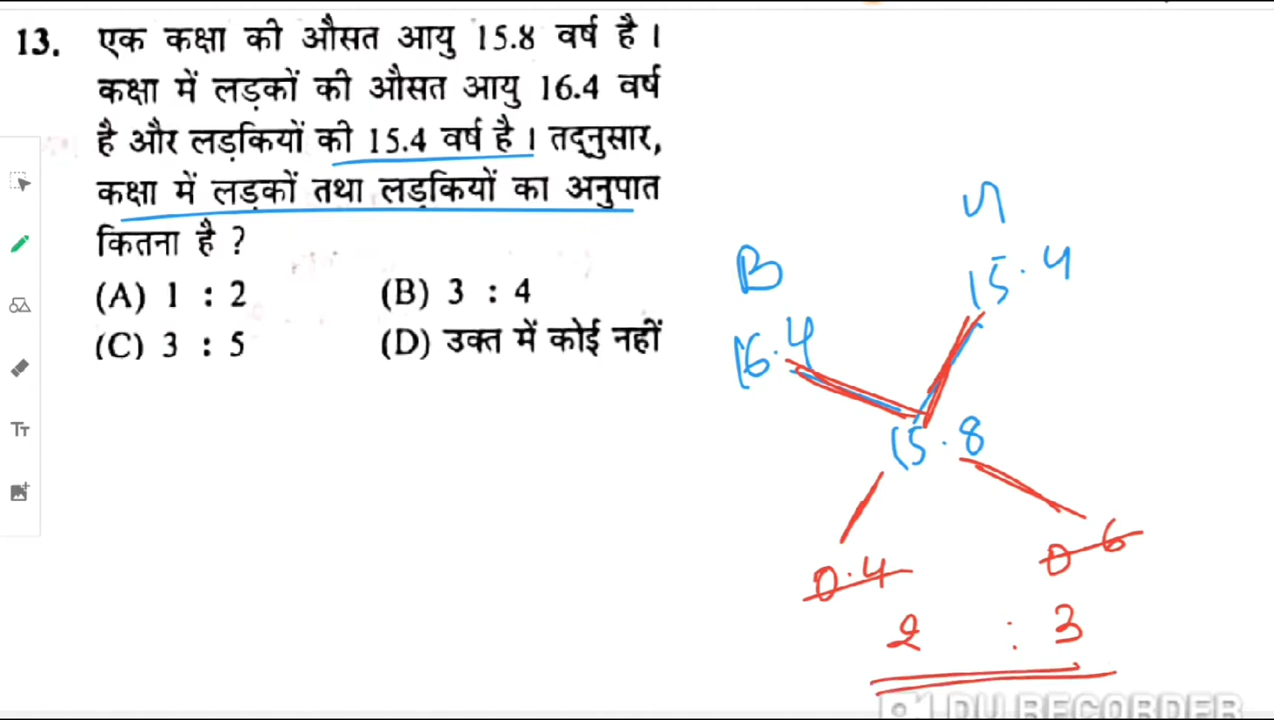 13. एक कक्षा की औसत आयु 15.8 वर्ष है ।
कक्षा में लड़कों की औसत आयु 16.4 वर्ष
है और लड़कियों की 15.4 वर्ष है । तद्नुसार,
कक्षा में लड़कों तथा लड़कियों का अनुपात
कितना है ?
(A) 1 : 2 (B) 3 : 4
(C) 3 : 5 (D) उक्त में कोई नहीं
B
15.4
16.4
15.8
0.4 0.6
2 : 3
DU RECORDER